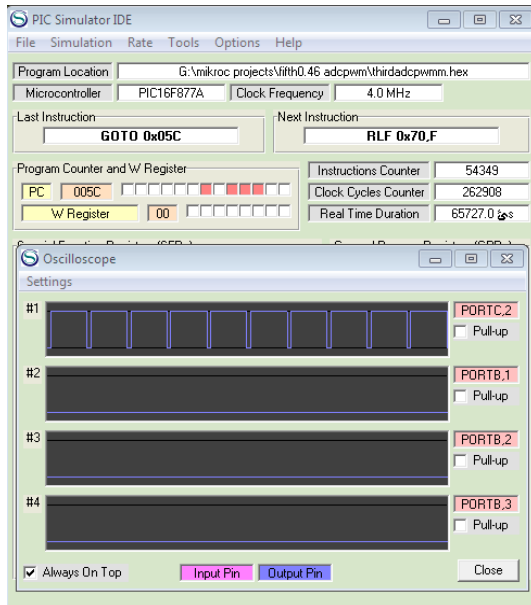 PIC Simulator IDE
File Simulation Rate Tools Options Help
Program Location G:\mikroc projects\fifth0.46 adcpwm\thirdadcpwmm.hex
Microcontroller PIC16F877A Clock Frequency 4.0 MHz
Last Instruction Next Instruction
GOTO 0x05C RLF 0x70,F
Program Counter and W Register Instructions Counter 54349
PC 005C Clock Cycles Counter 262908
W Register 00 Real Time Duration 65727.0
Oscilloscope
Settings
#1 PORTC,2
Pull-up
#2 PORTB,1
Pull-up
#3 PORTB,2
Pull-up
#4 PORTB,3
Pull-up
Always On Top Input Pin Output Pin Close